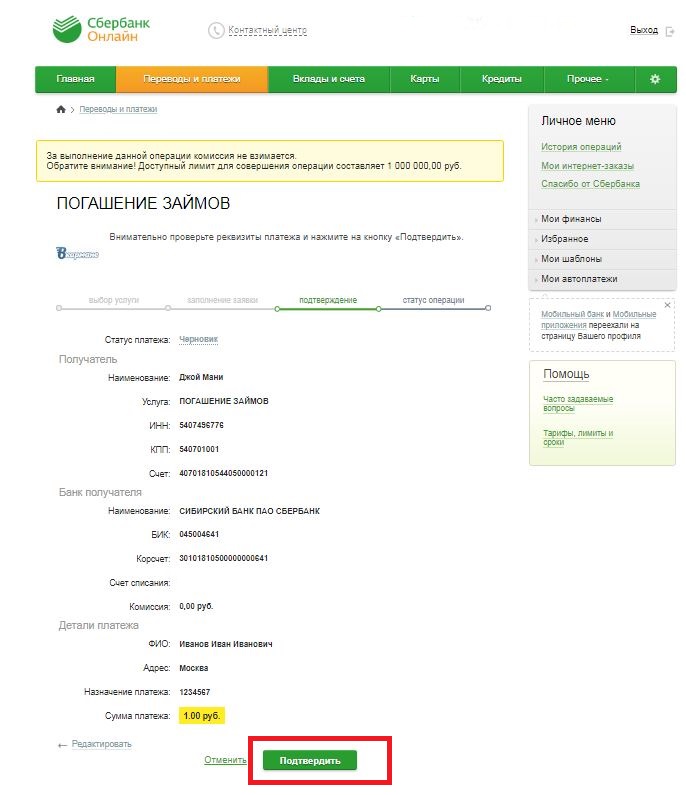 Сбербанк
Онлайн
Контактный центр
Выход
Главная
Переводы и платежи
Вклады и счета
Карты
Кредиты
Прочее
Переводы и платежи
За выполнение данной операции комиссия не взимается.
Обратите внимание! Доступный лимит для совершения операции составляет 1 000 000,00 руб.
ПОГАШЕНИЕ ЗАЙМОВ
Внимательно проверьте реквизиты платежа и нажмите на кнопку «Подтвердить».
выбор услуги
заполнение заявки
подтверждение
статус операции
Статус платежа: Черновик
Получатель
Наименование: Джой Мани
Услуга: ПОГАШЕНИЕ ЗАЙМОВ
ИНН: 5407496776
КПП: 540701001
Счет: 40701810544050000121
Банк получателя
Наименование: СИБИРСКИЙ БАНК ПАО СБЕРБАНК
БИК: 045004641
Корсчет: 30101810500000000641
Счет списания:
Комиссия: 0,00 руб.
Детали платежа
ФИО: Иванов Иван Иванович
Адрес: Москва
Назначение платежа: 1234567
Сумма платежа: 1.00 руб.
← Редактировать
Отменить
Подтвердить
Личное меню
История операций
Мои интернет-заказы
Спасибо от Сбербанка
Мои финансы
Избранное
Мои шаблоны
Мои автоплатежи
Мобильный банк и Мобильные
приложения переехали на
страницу Вашего профиля
Помощь
Часто задаваемые
вопросы
Тарифы, лимиты и
сроки